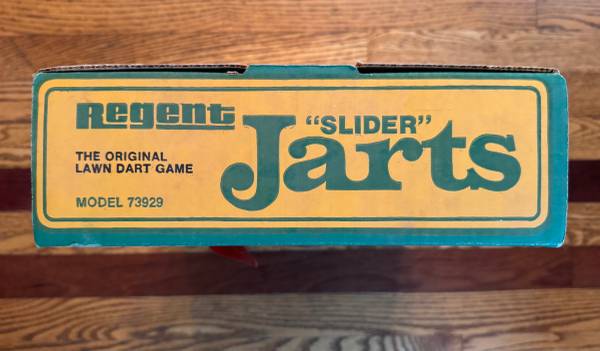 Regent
"SLIDER"
Jarts
THE ORIGINAL
LAWN DART GAME
MODEL 73929